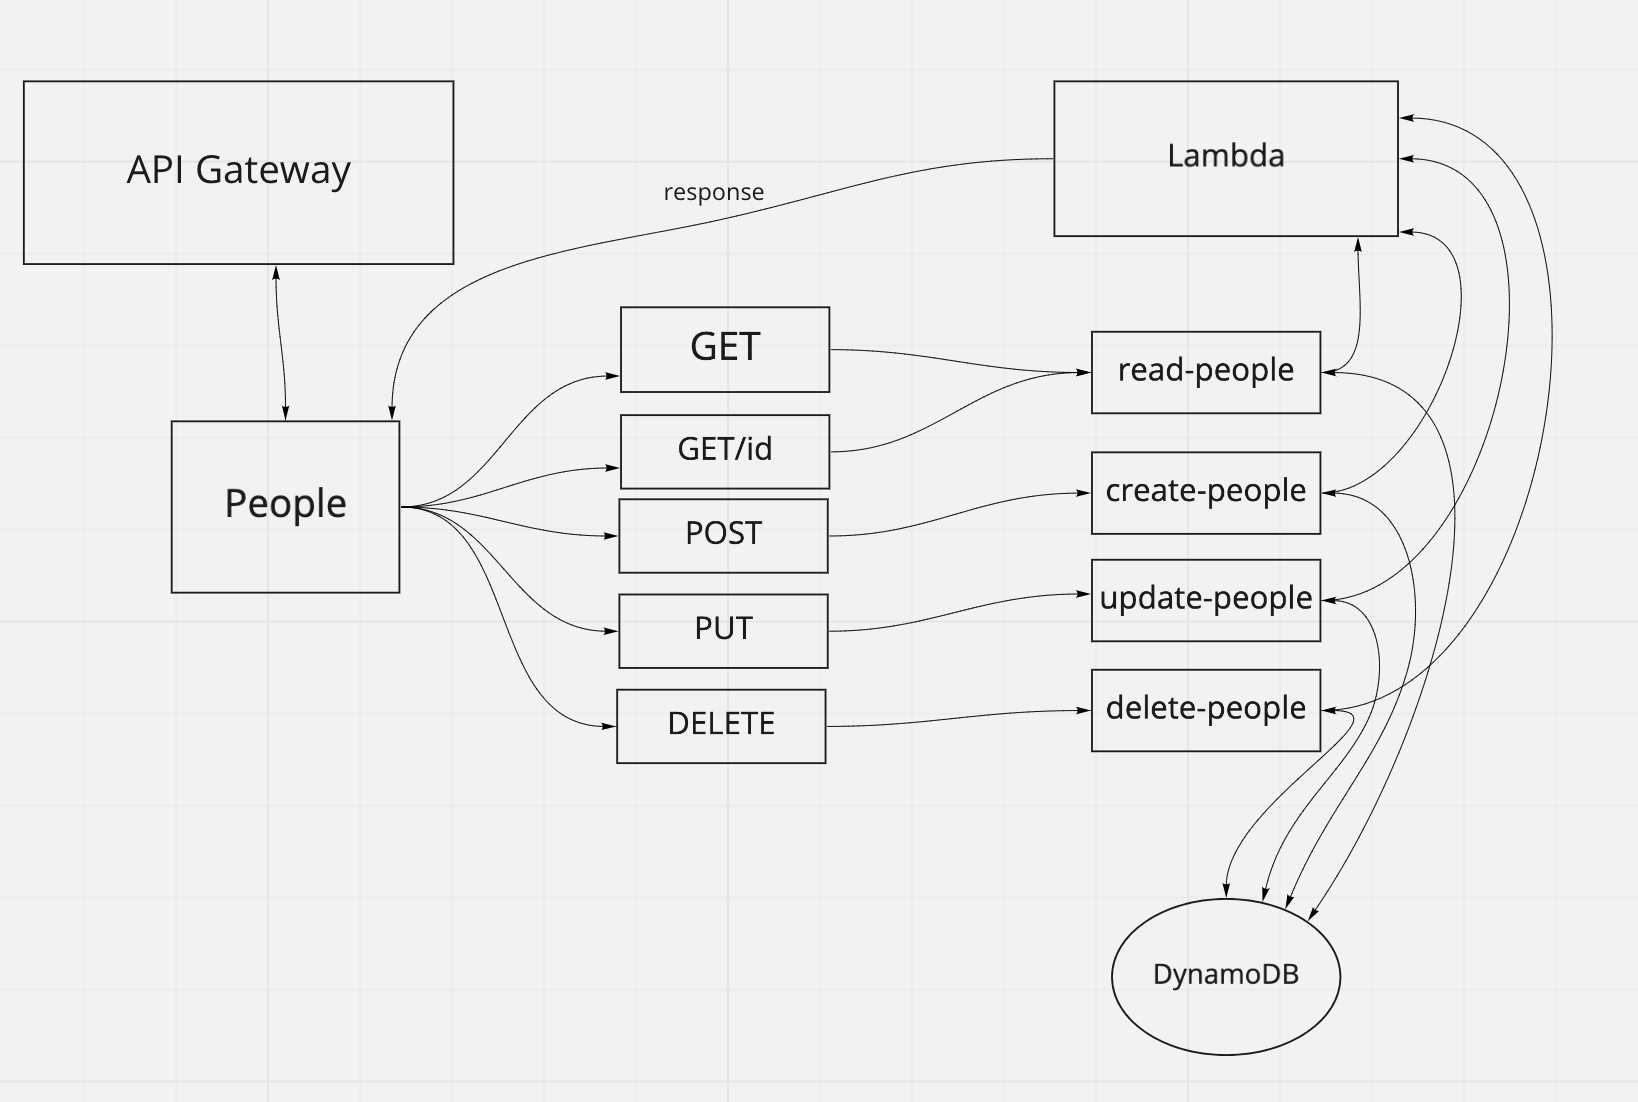 API Gateway
Lambda
response
GET
read-people
GET/id
People
create-people
POST
update-people
PUT
delete-people
DELETE
DynamoDB